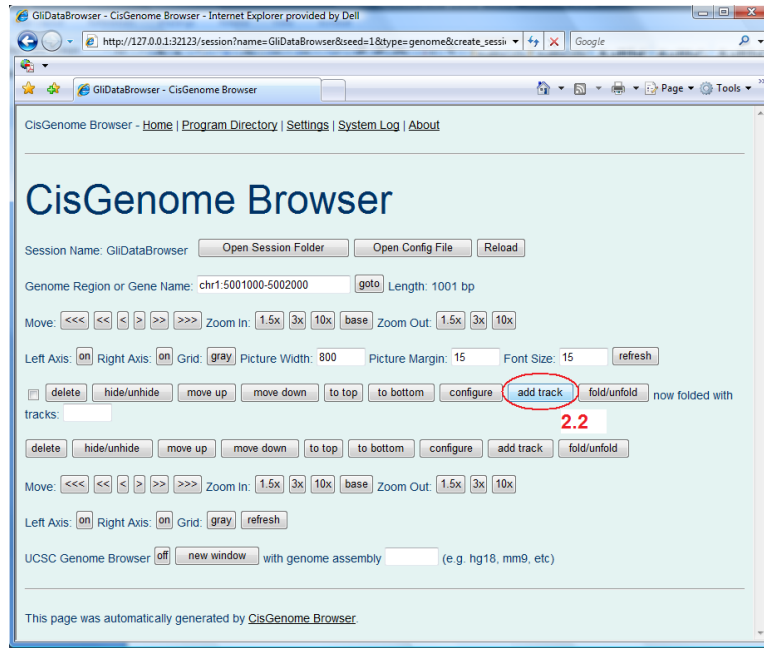 GliDataBrowser - CisGenome Browser - Internet Explorer provided by Dell
http://127.0.0.1:32123/session?name=GliDataBrowser&seed=1&type=genome&create_sessi
Google
GliDataBrowser - CisGenome Browser
Page Tools
CisGenome Browser - Home | Program Directory | Settings | System Log | About
CisGenome Browser
Session Name: GliDataBrowser Open Session Folder Open Config File Reload
Genome Region or Gene Name: chr1:5001000-5002000 goto Length: 1001 bp
Move: <<< << < > >> >>> Zoom In: 1.5x 3x 10x base Zoom Out: 1.5x 3x 10x
Left Axis: on Right Axis: on Grid: gray Picture Width: 800 Picture Margin: 15 Font Size: 15 refresh
delete hide/unhide move up move down to top to bottom configure add track fold/unfold now folded with
tracks:
2.2
delete hide/unhide move up move down to top to bottom configure add track fold/unfold
Move: <<< << < > >> >>> Zoom In: 1.5x 3x 10x base Zoom Out: 1.5x 3x 10x
Left Axis: on Right Axis: on Grid: gray refresh
UCSC Genome Browser off new window with genome assembly (e.g. hg18, mm9, etc)
This page was automatically generated by CisGenome Browser.